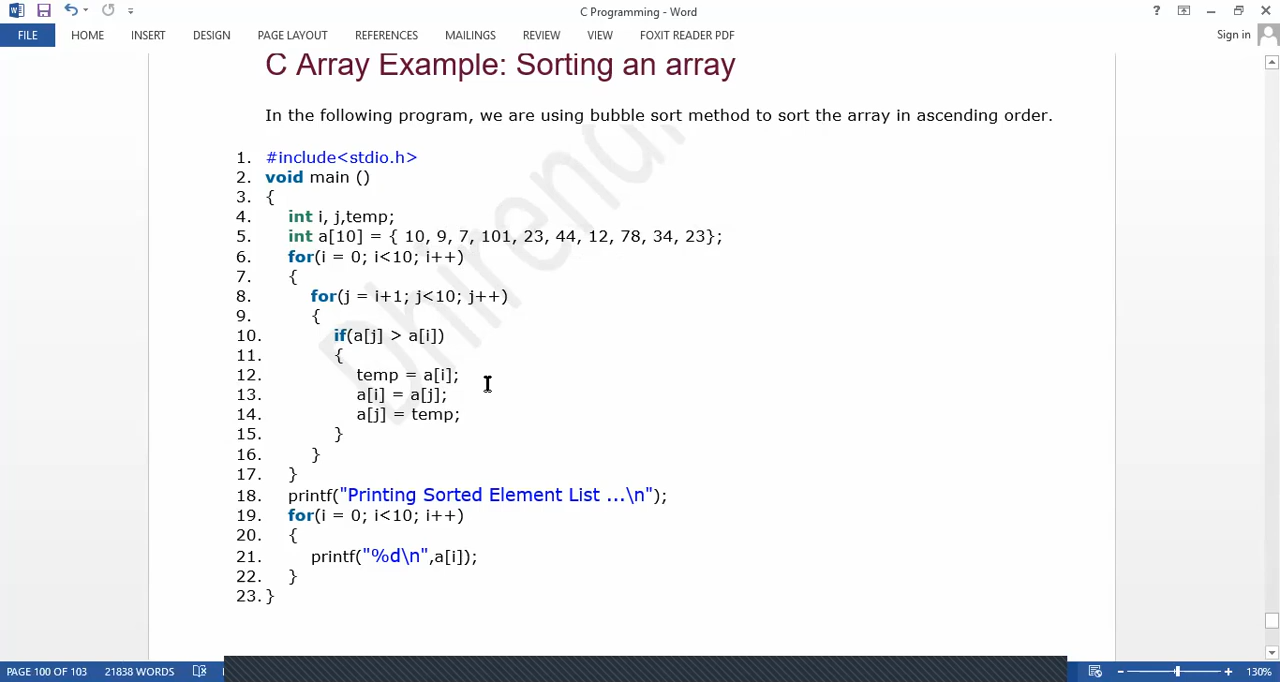 C Programming - Word
FILE HOME INSERT DESIGN PAGE LAYOUT REFERENCES MAILINGS REVIEW VIEW FOXIT READER PDF Sign in
C Array Example: Sorting an array
In the following program, we are using bubble sort method to sort the array in ascending order.
1. #include<stdio.h>
2. void main ()
3. {
4. int i, j,temp;
5. int a[10] = { 10, 9, 7, 101, 23, 44, 12, 78, 34, 23};
6. for(i = 0; i<10; i++)
7. {
8. for(j = i+1; j<10; j++)
9. {
10. if(a[j] > a[i])
11. {
12. temp = a[i];
13. a[i] = a[j];
14. a[j] = temp;
15. }
16. }
17. }
18. printf("Printing Sorted Element List ...\n");
19. for(i = 0; i<10; i++)
20. {
21. printf("%d\n",a[i]);
22. }
23. }
PAGE 100 OF 103 21838 WORDS 130%